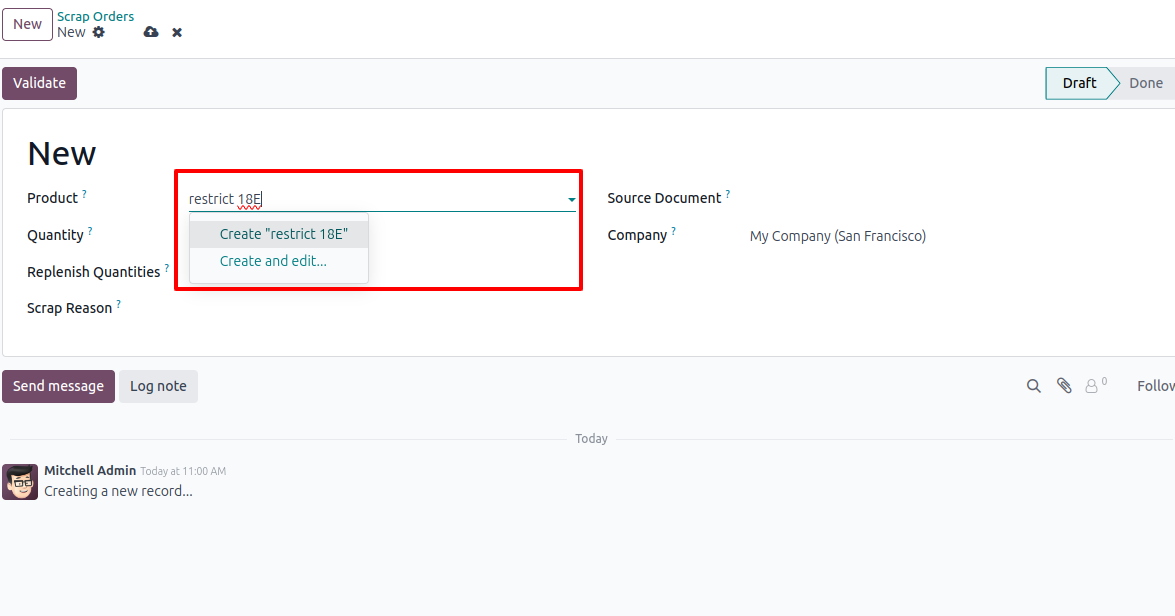 New
Scrap Orders
New
Validate
Draft
Done
New
Product ?
restrict 18E
Create "restrict 18E"
Create and edit...
Quantity ?
Replenish Quantities ?
Scrap Reason ?
Source Document ?
Company ?
My Company (San Francisco)
Send message
Log note
0
Follow
Today
Mitchell Admin Today at 11:00 AM
Creating a new record...